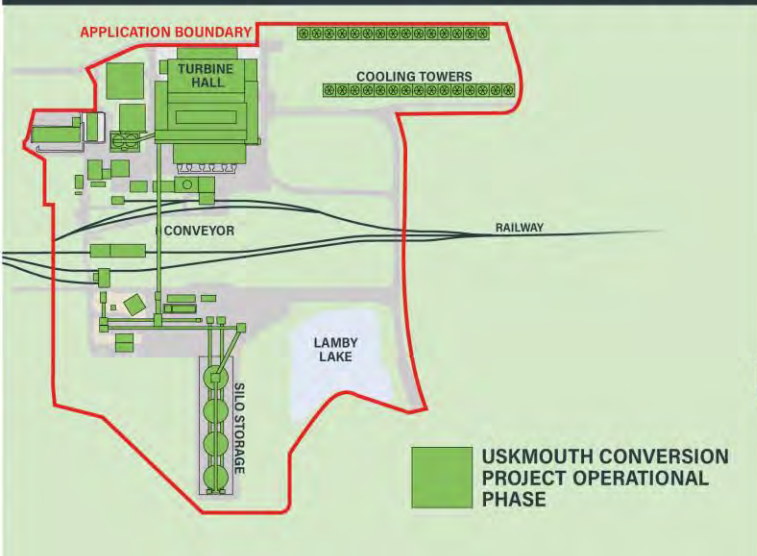 APPLICATION BOUNDARY
TURBINE
HALL
COOLING TOWERS
CONVEYOR
RAILWAY
LAMBY
LAKE
SILO STORAGE
USKMOUTH CONVERSION
PROJECT OPERATIONAL
PHASE